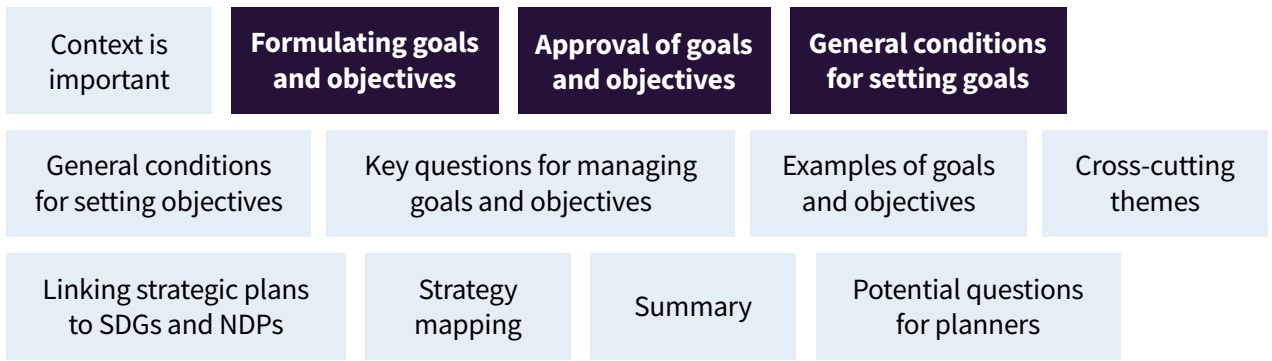 Context is
important
Formulating goals
and objectives
Approval of goals
and objectives
General conditions
for setting goals
General conditions
for setting objectives
Key questions for managing
goals and objectives
Examples of goals
and objectives
Cross-cutting
themes
Linking strategic plans
to SDGs and NDPs
Strategy
mapping
Summary
Potential questions
for planners